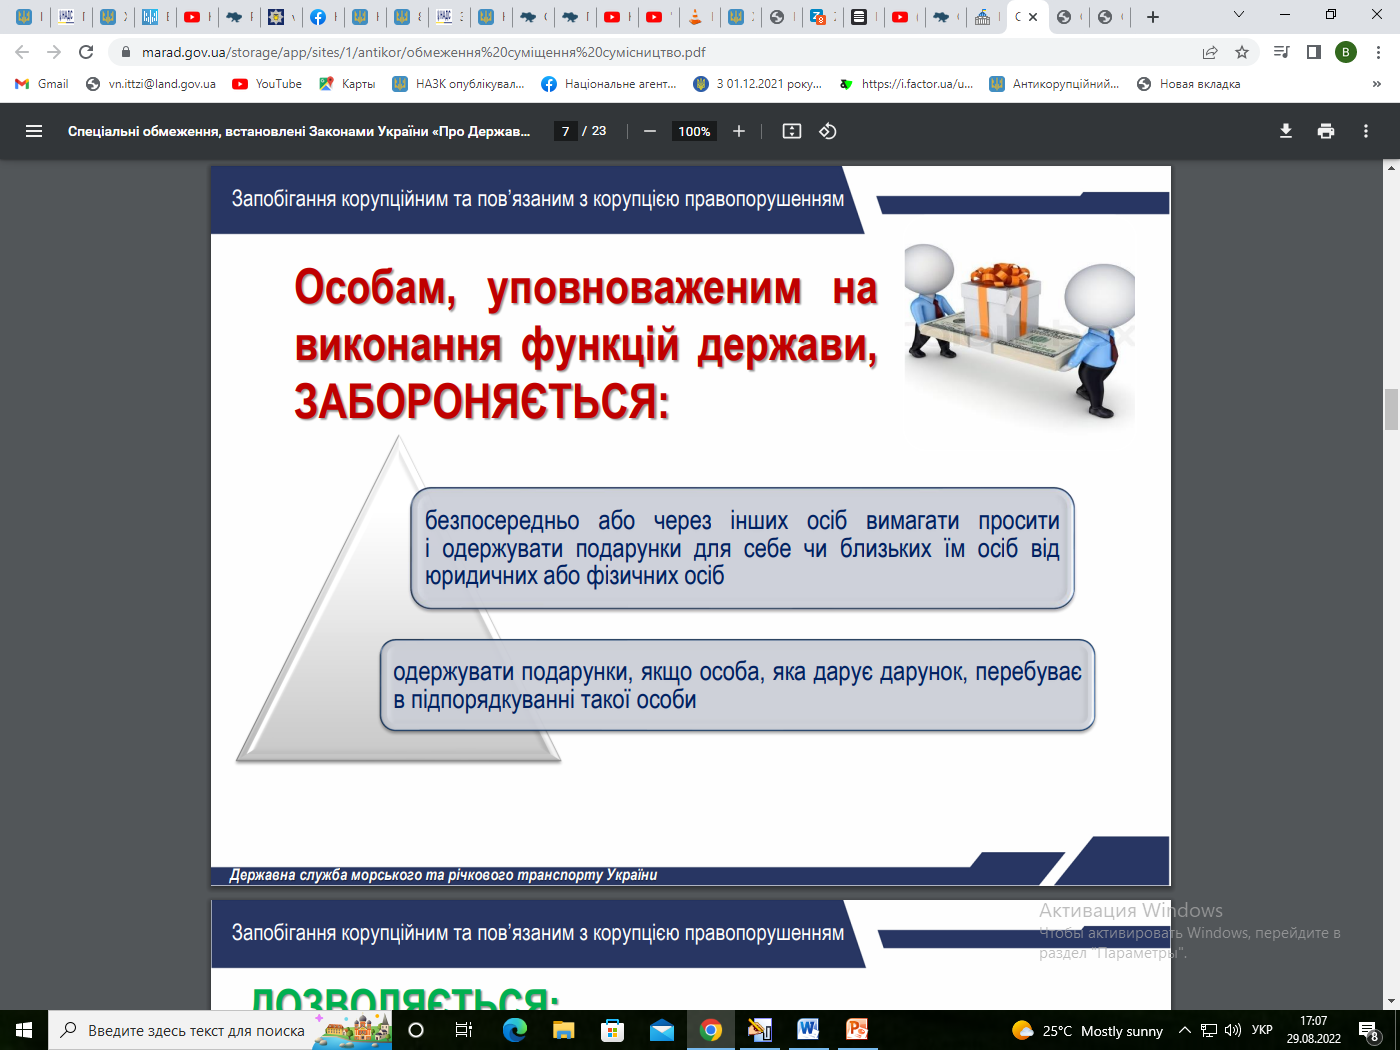 marad.gov.ua/storage/app/sites/1/antikor/обмеження%20суміщення%20сумісництво.pdf
B
Gmail
vn.ittzi@land.gov.ua
YouTube
Карты
НАЗК опублікувал...
Національне агент...
З 01.12.2021 року...
https://i.factor.ua/u...
Антикорупційний...
Новая вкладка
»
Спеціальні обмеження, встановлені Законами України «Про Держав...
7 / 23
100%
Запобігання корупційним та пов’язаним з корупцією правопорушенням
Особам, уповноваженим на
виконання функцій держави,
ЗАБОРОНЯЄТЬСЯ:
безпосередньо або через інших осіб вимагати просити
і одержувати подарунки для себе чи близьких їм осіб від
юридичних або фізичних осіб
одержувати подарунки, якщо особа, яка дарує дарунок, перебуває
в підпорядкуванні такої особи
Державна служба морського та річкового транспорту України
Запобігання корупційним та пов’язаним з корупцією правопорушенням
ДОЗВОЛЯЄТЬСЯ:
Активация Windows
Чтобы активировать Windows, перейдите в
раздел "Параметры".
Введите здесь текст для поиска
25°C Mostly sunny
УКР
17:07
29.08.2022
8